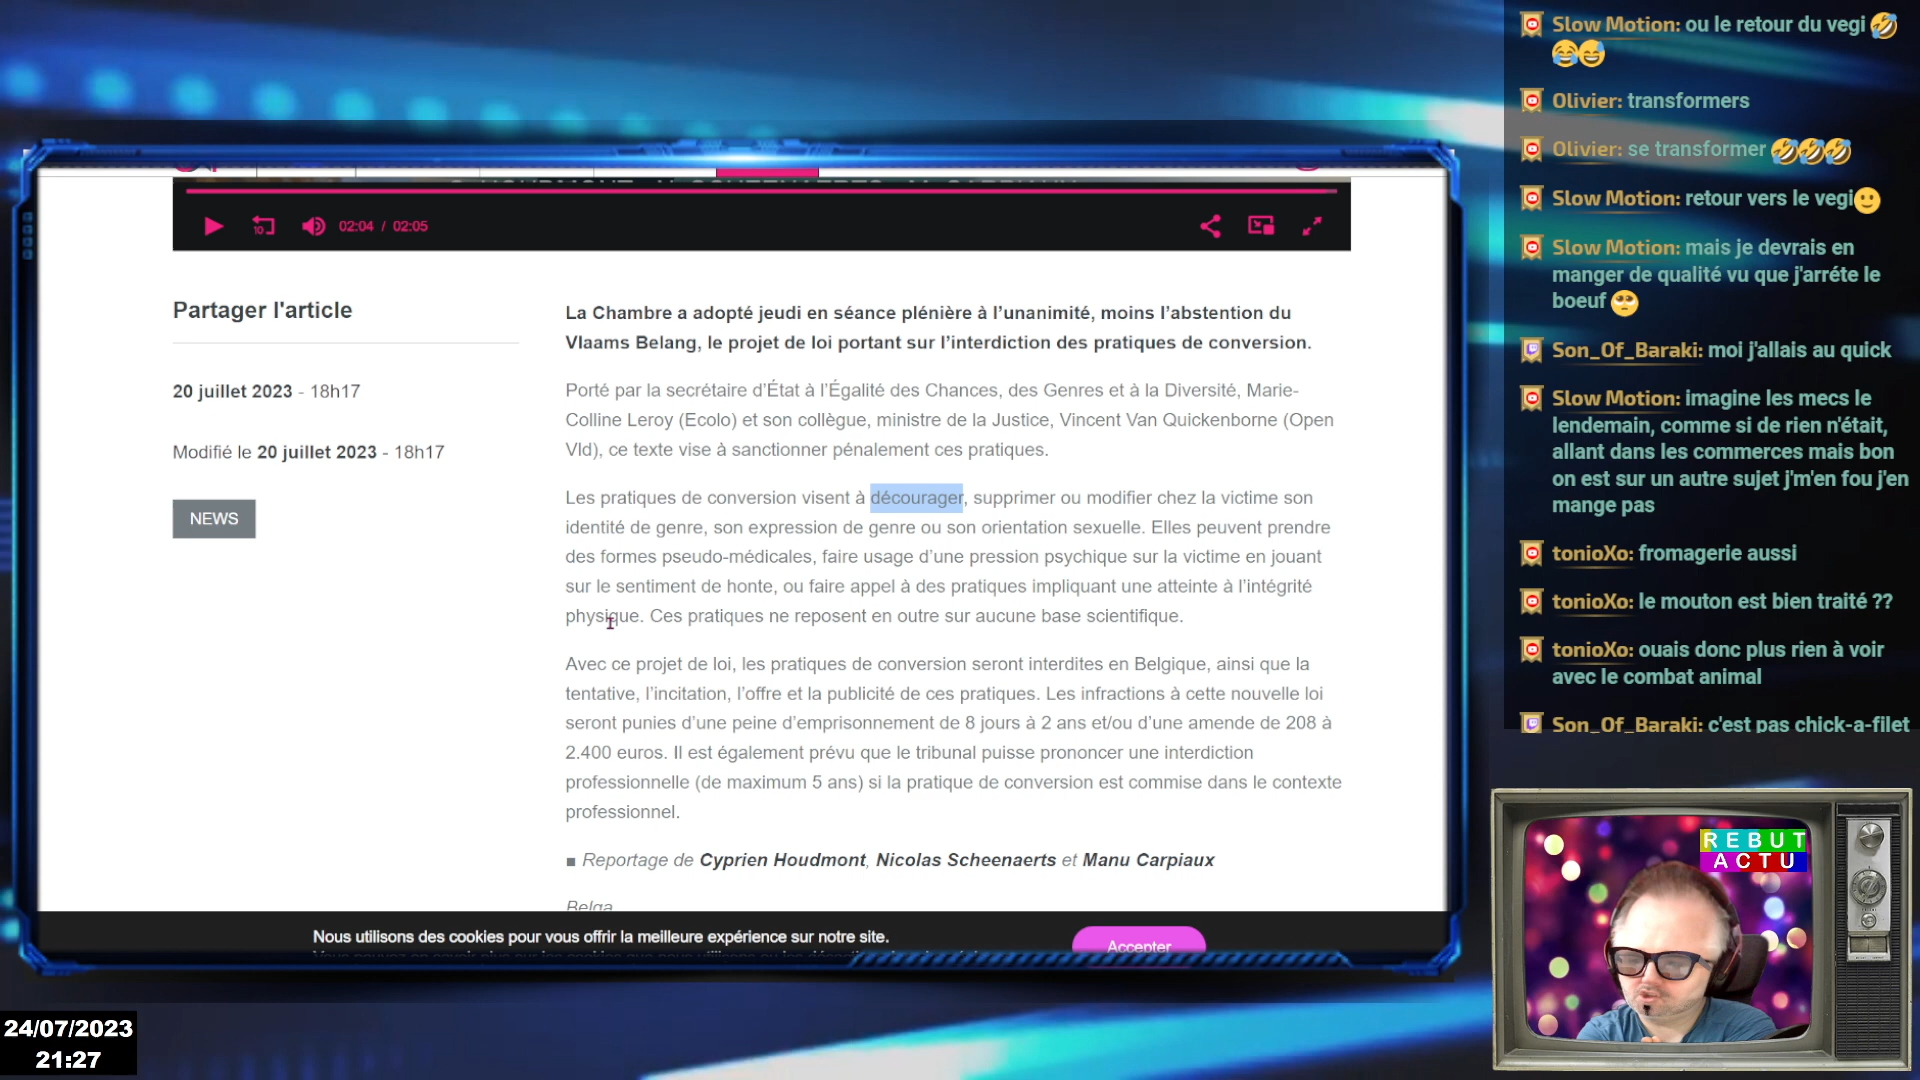 02:04 / 02:05
10
Partager l'article
20 juillet 2023 - 18h17
Modifié le 20 juillet 2023 - 18h17
NEWS
La Chambre a adopté jeudi en séance plénière à l’unanimité, moins l’abstention du
Vlaams Belang, le projet de loi portant sur l’interdiction des pratiques de conversion.
Porté par la secrétaire d’État à l’Égalité des Chances, des Genres et à la Diversité, Marie-
Colline Leroy (Ecolo) et son collègue, ministre de la Justice, Vincent Van Quickenborne (Open
Vld), ce texte vise à sanctionner pénalement ces pratiques.
Les pratiques de conversion visent à décourager, supprimer ou modifier chez la victime son
identité de genre, son expression de genre ou son orientation sexuelle. Elles peuvent prendre
des formes pseudo-médicales, faire usage d’une pression psychique sur la victime en jouant
sur le sentiment de honte, ou faire appel à des pratiques impliquant une atteinte à l’intégrité
physique. Ces pratiques ne reposent en outre sur aucune base scientifique.
Avec ce projet de loi, les pratiques de conversion seront interdites en Belgique, ainsi que la
tentative, l’incitation, l’offre et la publicité de ces pratiques. Les infractions à cette nouvelle loi
seront punies d’une peine d’emprisonnement de 8 jours à 2 ans et/ou d’une amende de 208 à
2.400 euros. Il est également prévu que le tribunal puisse prononcer une interdiction
professionnelle (de maximum 5 ans) si la pratique de conversion est commise dans le contexte
professionnel.
■ Reportage de Cyprien Houdmont, Nicolas Scheenaerts et Manu Carpiaux
Belga
Nous utilisons des cookies pour vous offrir la meilleure expérience sur notre site.
Accepter
Slow Motion: ou le retour du vegi 🤣
😂😅
Olivier: transformers
Olivier: se transformer 🤣🤣🤣
Slow Motion: retour vers le vegi🙂
Slow Motion: mais je devrais en
manger de qualité vu que j'arréte le
boeuf 🥺
Son_Of_Baraki: moi j'allais au quick
Slow Motion: imagine les mecs le
lendemain, comme si de rien n'était,
allant dans les commerces mais bon
on est sur un autre sujet j'm'en fou j'en
mange pas
tonioXo: fromagerie aussi
tonioXo: le mouton est bien traité ??
tonioXo: ouais donc plus rien à voir
avec le combat animal
Son_Of_Baraki: c'est pas chick-a-filet
REBUT
ACTU
24/07/2023
21:27